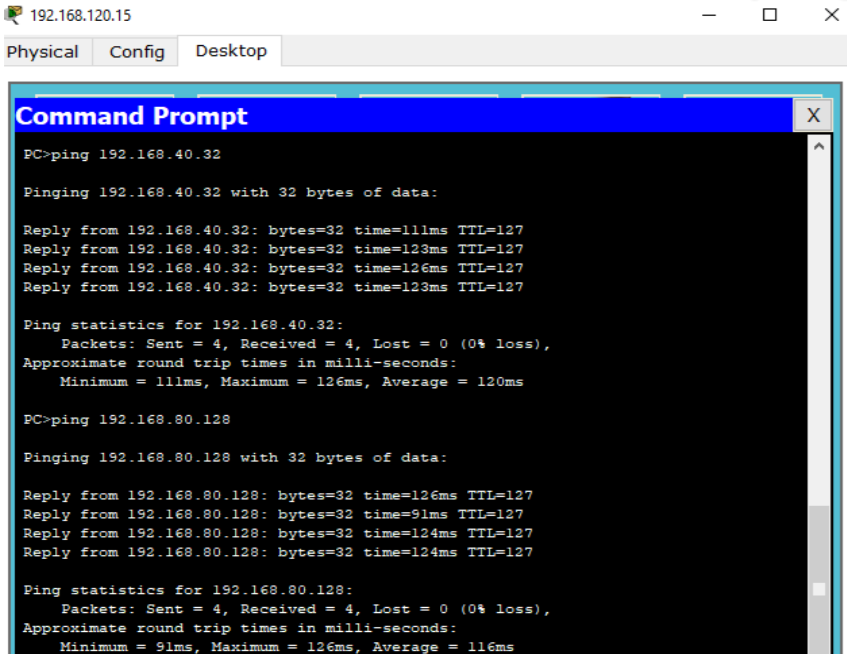 192.168.120.15
Physical Config Desktop
Command Prompt X
PC>ping 192.168.40.32
Pinging 192.168.40.32 with 32 bytes of data:
Reply from 192.168.40.32: bytes=32 time=111ms TTL=127
Reply from 192.168.40.32: bytes=32 time=123ms TTL=127
Reply from 192.168.40.32: bytes=32 time=126ms TTL=127
Reply from 192.168.40.32: bytes=32 time=123ms TTL=127
Ping statistics for 192.168.40.32:
Packets: Sent = 4, Received = 4, Lost = 0 (0% loss),
Approximate round trip times in milli-seconds:
Minimum = 111ms, Maximum = 126ms, Average = 120ms
PC>ping 192.168.80.128
Pinging 192.168.80.128 with 32 bytes of data:
Reply from 192.168.80.128: bytes=32 time=126ms TTL=127
Reply from 192.168.80.128: bytes=32 time=91ms TTL=127
Reply from 192.168.80.128: bytes=32 time=124ms TTL=127
Reply from 192.168.80.128: bytes=32 time=124ms TTL=127
Ping statistics for 192.168.80.128:
Packets: Sent = 4, Received = 4, Lost = 0 (0% loss),
Approximate round trip times in milli-seconds:
Minimum = 91ms, Maximum = 126ms, Average = 116ms